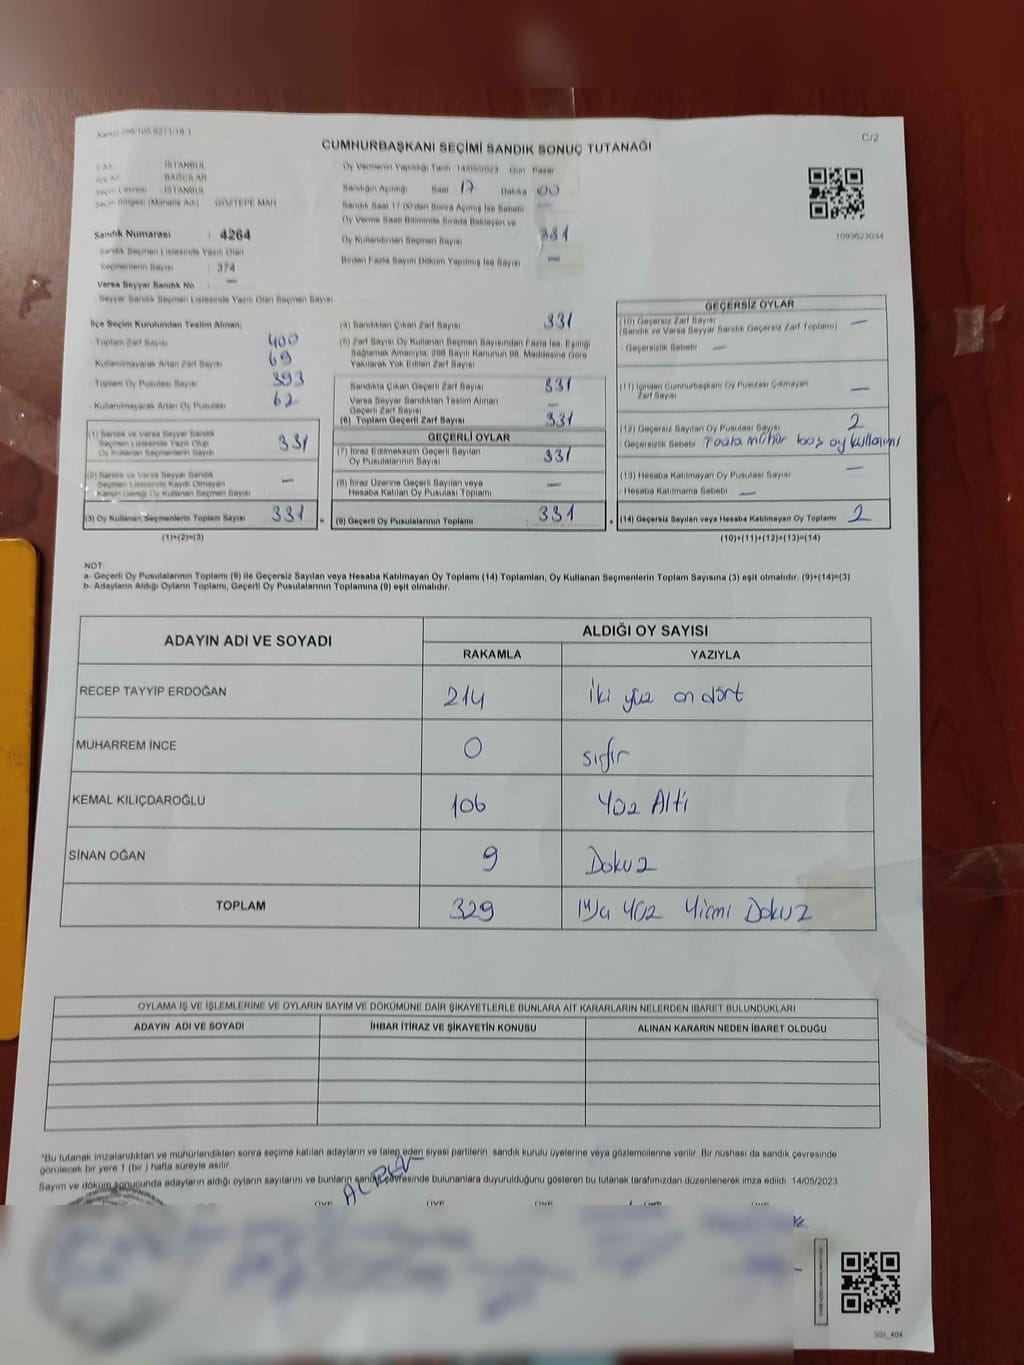 C/2
CUMHURBAŞKANI SEÇİMİ SANDIK SONUÇ TUTANAĞI
İSTANBUL
BAĞCILAR
İSTANBUL
Seçim Bölgesi (Mahalle Adı) : GÖZTEPE MAH
Sandık Numarası : 4264
Sandık Seçmen Listesinde Yazılı Olan
Seçmenlerin Sayısı : 374
Varsa Seyyar Sandık No : —
Seyyar Sandık Seçmen Listesinde Yazılı Olan Seçmen Sayısı
Oy Vermenin Yapıldığı Tarih 14/05/2023 Gün Pazar
Sandığın Açıldığı Saat 17 Dakika 00
Sandık Saat 17:00'den Sonra Açılmış İse Sebebi —
Oy Verme Saati Bitiminde Sırada Bekleyen ve
Oy Kullandırılan Seçmen Sayısı 331
Birden Fazla Sayım Döküm Yapılmış İse Sayısı —
1093623034
İlçe Seçim Kurulundan Teslim Alınan;
- Toplam Zarf Sayısı 400
- Kullanılmayarak Artan Zarf Sayısı 69
- Toplam Oy Pusulası Sayısı 393
- Kullanılmayarak Artan Oy Pusulası 62
(1) Sandık ve Varsa Seyyar Sandık
Seçmen Listesinde Yazılı Olup
Oy Kullanan Seçmenlerin Sayısı 331
(2) Sandık ve Varsa Seyyar Sandık
Seçmen Listesinde Kaydı Olmayan
Kanun Gereği Oy Kullanan Seçmen Sayısı —
(3) Oy Kullanan Seçmenlerin Toplam Sayısı 331
(1)+(2)=(3)
(4) Sandıktan Çıkan Zarf Sayısı 331
(5) Zarf Sayısı Oy Kullanan Seçmen Sayısından Fazla İse, Eşitliği
Sağlamak Amacıyla; 298 Sayılı Kanunun 98. Maddesine Göre
Yakılarak Yok Edilen Zarf Sayısı
Sandıkta Çıkan Geçerli Zarf Sayısı 331
Varsa Seyyar Sandıktan Teslim Alınan
Geçerli Zarf Sayısı —
(6) Toplam Geçerli Zarf Sayısı 331
GEÇERLİ OYLAR
(7) İtiraz Edilmeksizin Geçerli Sayılan
Oy Pusulalarının Sayısı 331
(8) İtiraz Üzerine Geçerli Sayılan veya
Hesaba Katılan Oy Pusulası Toplamı —
= (9) Geçerli Oy Pusulalarının Toplamı 331
GEÇERSİZ OYLAR
(10) Geçersiz Zarf Sayısı —
(Sandık ve Varsa Seyyar Sandık Geçersiz Zarf Toplamı)
- Geçersizlik Sebebi —
(11) İçinden Cumhurbaşkanı Oy Pusulası Çıkmayan
Zarf Sayısı —
(12) Geçersiz Sayılan Oy Pusulası Sayısı 2
- Geçersizlik Sebebi Fazla mühür boş oy kullanımı
(13) Hesaba Katılmayan Oy Pusulası Sayısı —
- Hesaba Katılmama Sebebi —
+ (14) Geçersiz Sayılan veya Hesaba Katılmayan Oy Toplamı 2
(10)+(11)+(12)+(13)=(14)
NOT:
a- Geçerli Oy Pusulalarının Toplamı (9) ile Geçersiz Sayılan veya Hesaba Katılmayan Oy Toplamı (14) Toplamları, Oy Kullanan Seçmenlerin Toplam Sayısına (3) eşit olmalıdır. (9)+(14)=(3)
b- Adayların Aldığı Oyların Toplamı, Geçerli Oy Pusulalarının Toplamına (9) eşit olmalıdır.
ADAYIN ADI VE SOYADI ALDIĞI OY SAYISI
RAKAMLA YAZIYLA
RECEP TAYYİP ERDOĞAN 214 İki yüz on dört
MUHARREM İNCE 0 sıfır
KEMAL KILIÇDAROĞLU 106 Yüz Altı
SİNAN OĞAN 9 Dokuz
TOPLAM 329 Yüz Yirmi Dokuz
OYLAMA İŞ VE İŞLEMLERİNE VE OYLARIN SAYIM VE DÖKÜMÜNE DAİR ŞİKAYETLERLE BUNLARA AİT KARARLARIN NELERDEN İBARET BULUNDUKLARI
ADAYIN ADI VE SOYADI İHBAR İTİRAZ VE ŞİKAYETİN KONUSU ALINAN KARARIN NEDEN İBARET OLDUĞU
*Bu tutanak imzalandıktan ve mühürlendikten sonra seçime katılan adayların ve talep eden siyasi partilerin sandık kurulu üyelerine veya gözlemcilerine verilir. Bir nüshası da sandık çevresinde
görülecek bir yere 1 (bir ) hafta süreyle asılır.
Sayım ve döküm sonucunda adayların aldığı oyların sayılarını ve bunların sandık çevresinde bulunanlara duyurulduğunu gösteren bu tutanak tarafımızdan düzenlenerek imza edildi 14/05/2023
SSI_404